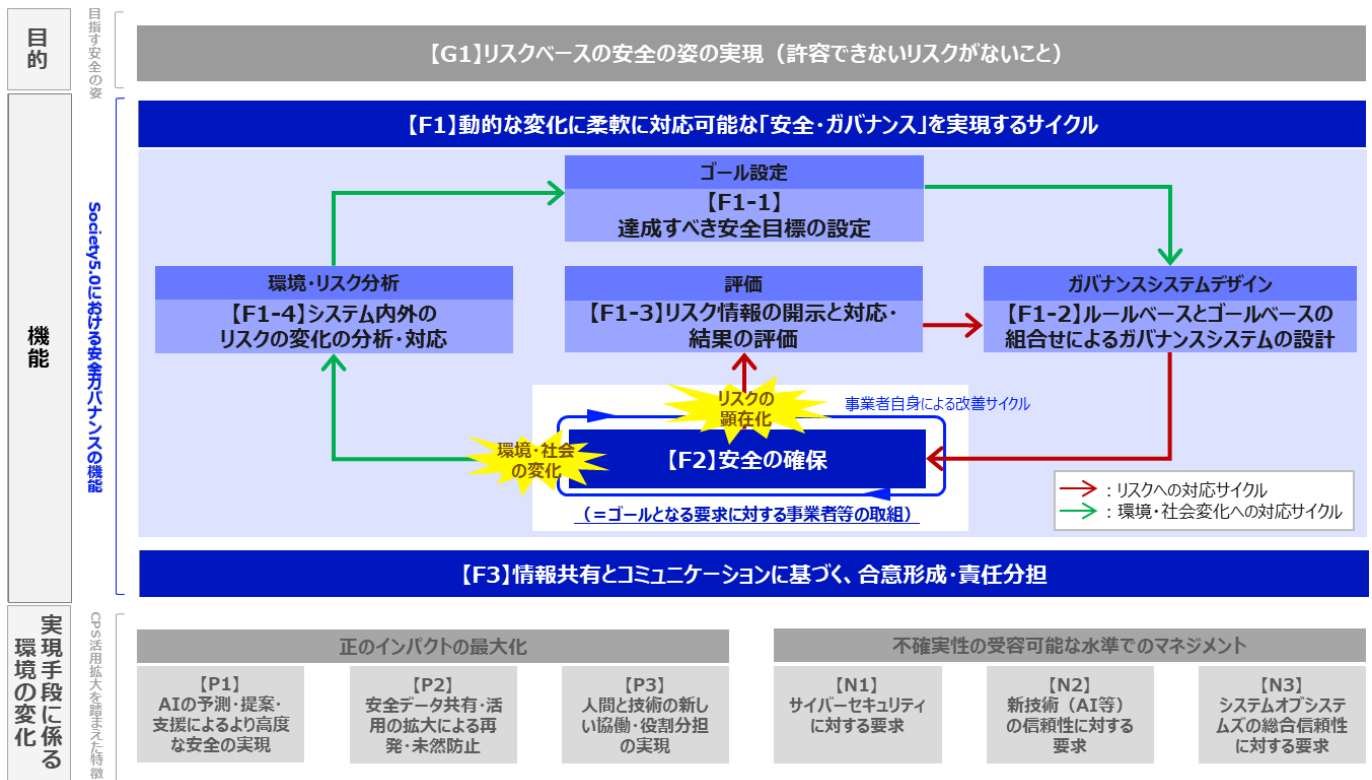 目的
目指す安全の姿
【G1】リスクベースの安全の姿の実現（許容できないリスクがないこと）
機能
Society5.0における安全ガバナンスの機能
【F1】動的な変化に柔軟に対応可能な「安全・ガバナンス」を実現するサイクル
ゴール設定
【F1-1】
達成すべき安全目標の設定
環境・リスク分析
【F1-4】システム内外の
リスクの変化の分析・対応
評価
【F1-3】リスク情報の開示と対応・
結果の評価
ガバナンスシステムデザイン
【F1-2】ルールベースとゴールベースの
組合せによるガバナンスシステムの設計
リスクの
顕在化
事業者自身による改善サイクル
環境・社会
の変化
【F2】安全の確保
（＝ゴールとなる要求に対する事業者等の取組）
：リスクへの対応サイクル
：環境・社会変化への対応サイクル
【F3】情報共有とコミュニケーションに基づく、合意形成・責任分担
実現手段に係る
環境の変化
CPS活用拡大を踏まえた特徴
正のインパクトの最大化
【P1】
AIの予測・提案・
支援によるより高度
な安全の実現
【P2】
安全データ共有・活
用の拡大による再
発・未然防止
【P3】
人間と技術の新し
い協働・役割分担
の実現
不確実性の受容可能な水準でのマネジメント
【N1】
サイバーセキュリティ
に対する要求
【N2】
新技術（AI等）
の信頼性に対する
要求
【N3】
システムオブシステ
ムズの総合信頼性
に対する要求